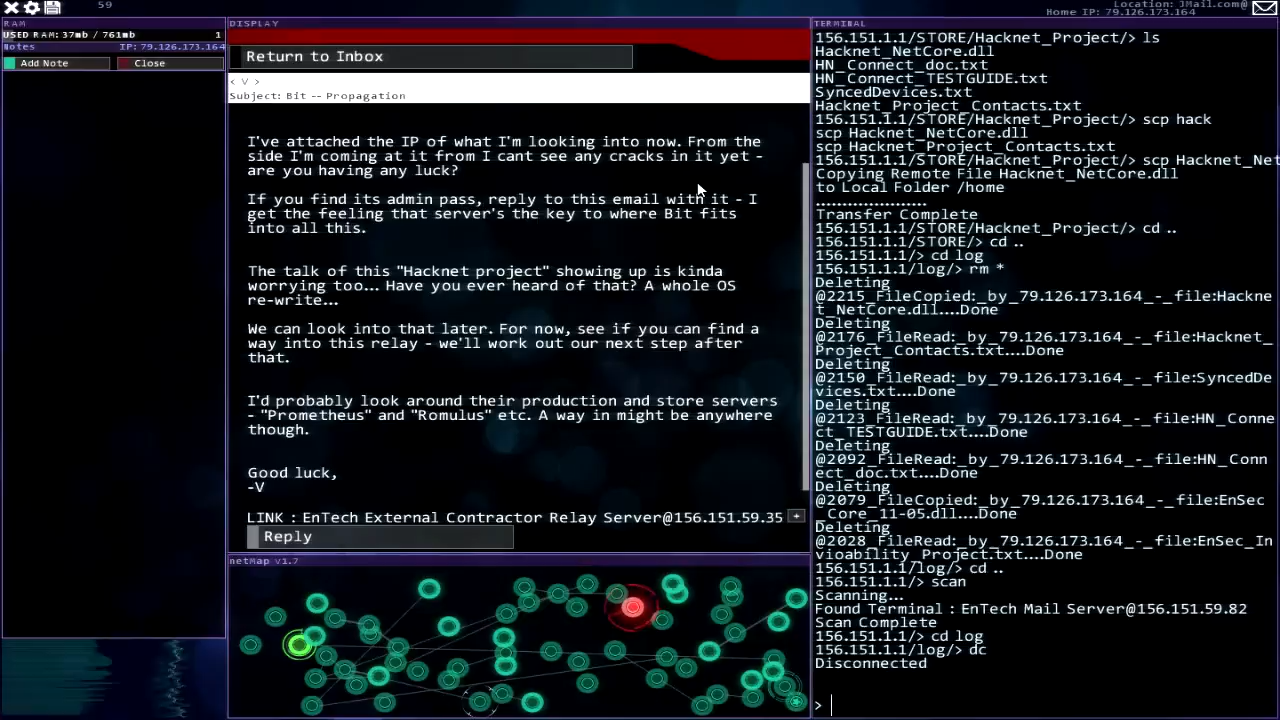 59
Location: JMail.com@
Home IP: 79.126.173.164
RAM
USED RAM: 37mb / 761mb 1
Notes IP: 79.126.173.164
Add Note Close
DISPLAY
Return to Inbox
< V >
Subject: Bit -- Propagation
I've attached the IP of what I'm looking into now. From the
side I'm coming at it from I cant see any cracks in it yet -
are you having any luck?
If you find its admin pass, reply to this email with it - I
get the feeling that server's the key to where Bit fits
into all this.
The talk of this "Hacknet project" showing up is kinda
worrying too... Have you ever heard of that? A whole OS
re-write...
We can look into that later. For now, see if you can find a
way into this relay - we'll work out our next step after
that.
I'd probably look around their production and store servers
- "Prometheus" and "Romulus" etc. A way in might be anywhere
though.
Good luck,
-V
LINK : EnTech External Contractor Relay Server@156.151.59.35 +
Reply
netMap v1.7
TERMINAL
156.151.1.1/STORE/Hacknet_Project/> ls
Hacknet_NetCore.dll
HN_Connect_doc.txt
HN_Connect_TESTGUIDE.txt
SyncedDevices.txt
Hacknet_Project_Contacts.txt
156.151.1.1/STORE/Hacknet_Project/> scp hack
scp Hacknet_NetCore.dll
scp Hacknet_Project_Contacts.txt
156.151.1.1/STORE/Hacknet_Project/> scp Hacknet_Net
Copying Remote File Hacknet_NetCore.dll
to Local Folder /home
......................
Transfer Complete
156.151.1.1/STORE/Hacknet_Project/> cd ..
156.151.1.1/STORE/> cd ..
156.151.1.1/> cd log
156.151.1.1/log/> rm *
Deleting
@2215_FileCopied:_by_79.126.173.164_-_file:Hackne
t_NetCore.dll....Done
Deleting
@2176_FileRead:_by_79.126.173.164_-_file:Hacknet_
Project_Contacts.txt....Done
Deleting
@2150_FileRead:_by_79.126.173.164_-_file:SyncedDe
vices.txt....Done
Deleting
@2123_FileRead:_by_79.126.173.164_-_file:HN_Conne
ct_TESTGUIDE.txt....Done
Deleting
@2092_FileRead:_by_79.126.173.164_-_file:HN_Conn
ect_doc.txt....Done
Deleting
@2079_FileCopied:_by_79.126.173.164_-_file:EnSec
_Core_11-05.dll....Done
Deleting
@2028_FileRead:_by_79.126.173.164_-_file:EnSec_In
vioability_Project.txt....Done
156.151.1.1/log/> cd ..
156.151.1.1/> scan
Scanning...
Found Terminal : EnTech Mail Server@156.151.59.82
Scan Complete
156.151.1.1/> cd log
156.151.1.1/log/> dc
Disconnected
>